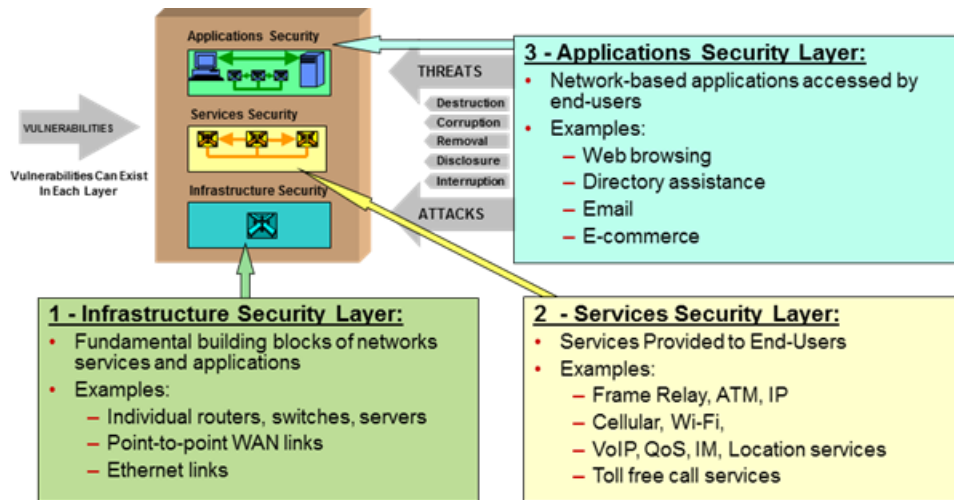 Applications Security
VULNERABILITIES
Services Security
Vulnerabilities Can Exist
In Each Layer
Infrastructure Security
THREATS
Destruction
Corruption
Removal
Disclosure
Interruption
ATTACKS
3 - Applications Security Layer:
• Network-based applications accessed by
end-users
• Examples:
– Web browsing
– Directory assistance
– Email
– E-commerce
1 - Infrastructure Security Layer:
• Fundamental building blocks of networks
services and applications
• Examples:
– Individual routers, switches, servers
– Point-to-point WAN links
– Ethernet links
2 - Services Security Layer:
• Services Provided to End-Users
• Examples:
– Frame Relay, ATM, IP
– Cellular, Wi-Fi,
– VoIP, QoS, IM, Location services
– Toll free call services